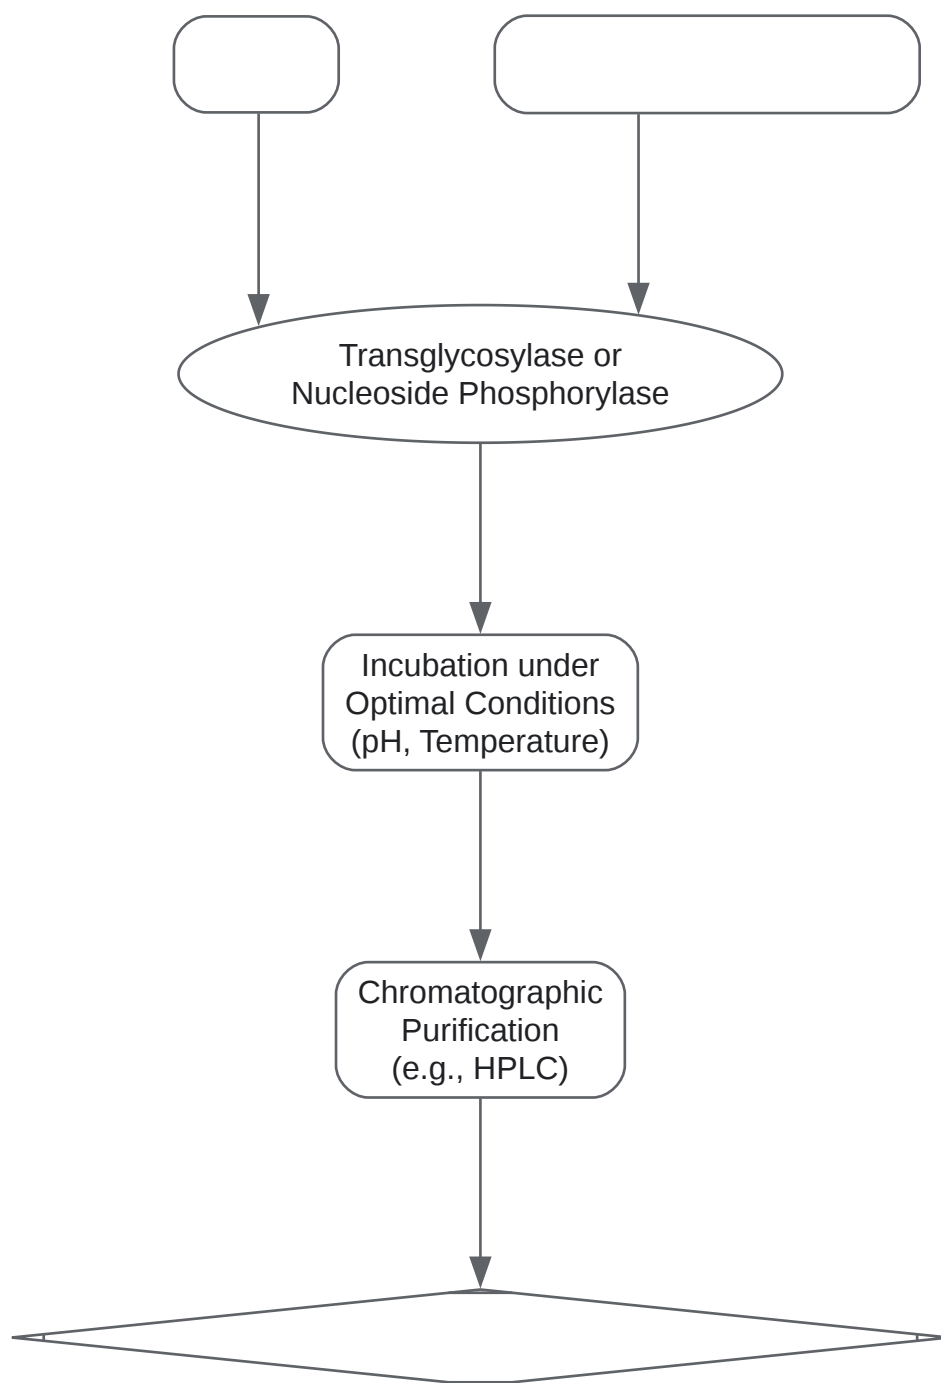 Transglycosylase or
Nucleoside Phosphorylase
Incubation under
Optimal Conditions
(pH, Temperature)
Chromatographic
Purification
(e.g., HPLC)